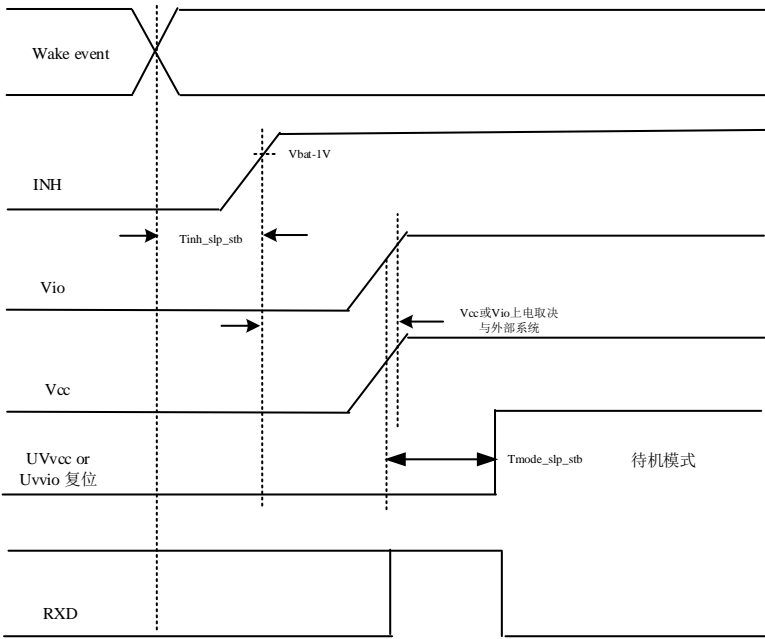 Wake event
Vbat-1V
INH
Tinh_slp_stb
Vio
Vcc或Vio上电取决
与外部系统
Vcc
UVvcc or
Uvvio 复位
Tmode_slp_stb
待机模式
RXD